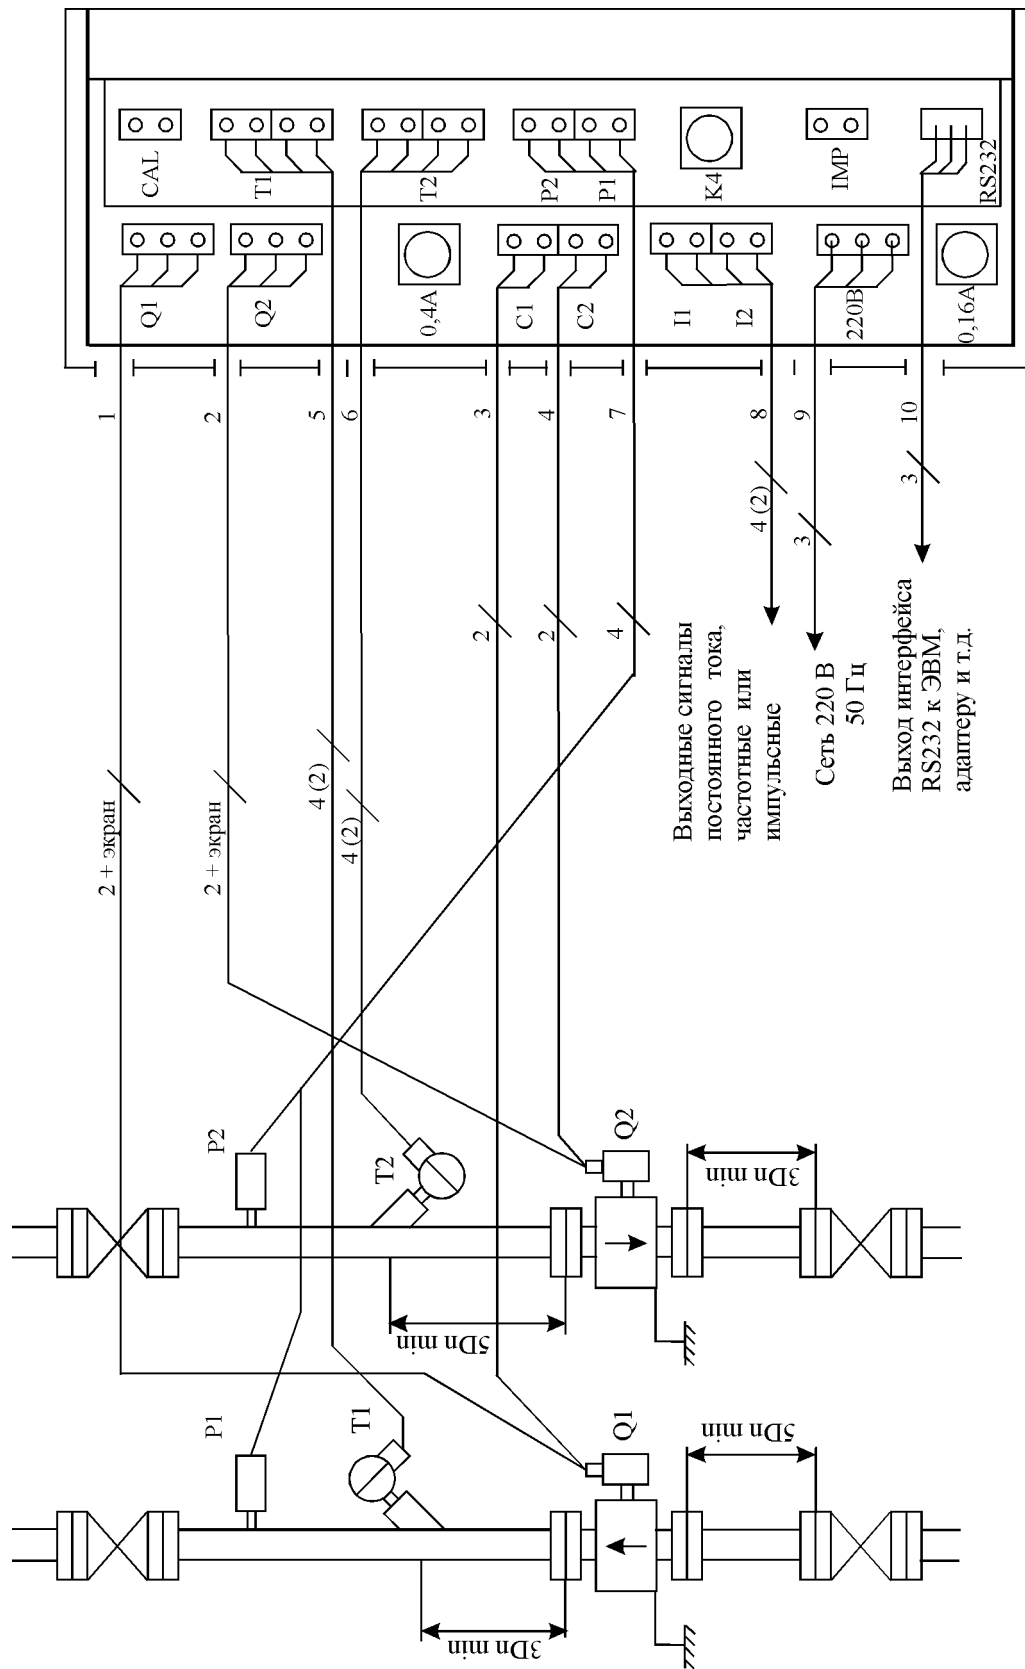 CAL
T1
T2
P2
P1
K4
IMP
RS232
Q1
Q2
0,4А
C1
C2
I1
I2
220В
0,16А
1
2
5
6
3
4
7
8
9
10
2 + экран
2 + экран
4 (2)
4 (2)
2
2
4
4 (2)
3
3
Выходные сигналы
постоянного тока,
частотные или
импульсные
Сеть 220 В
50 Гц
Выход интерфейса
RS232 к ЭВМ,
адаптеру и т.д.
P2
T2
Q2
3Dn min
5Dn min
P1
T1
Q1
5Dn min
3Dn min